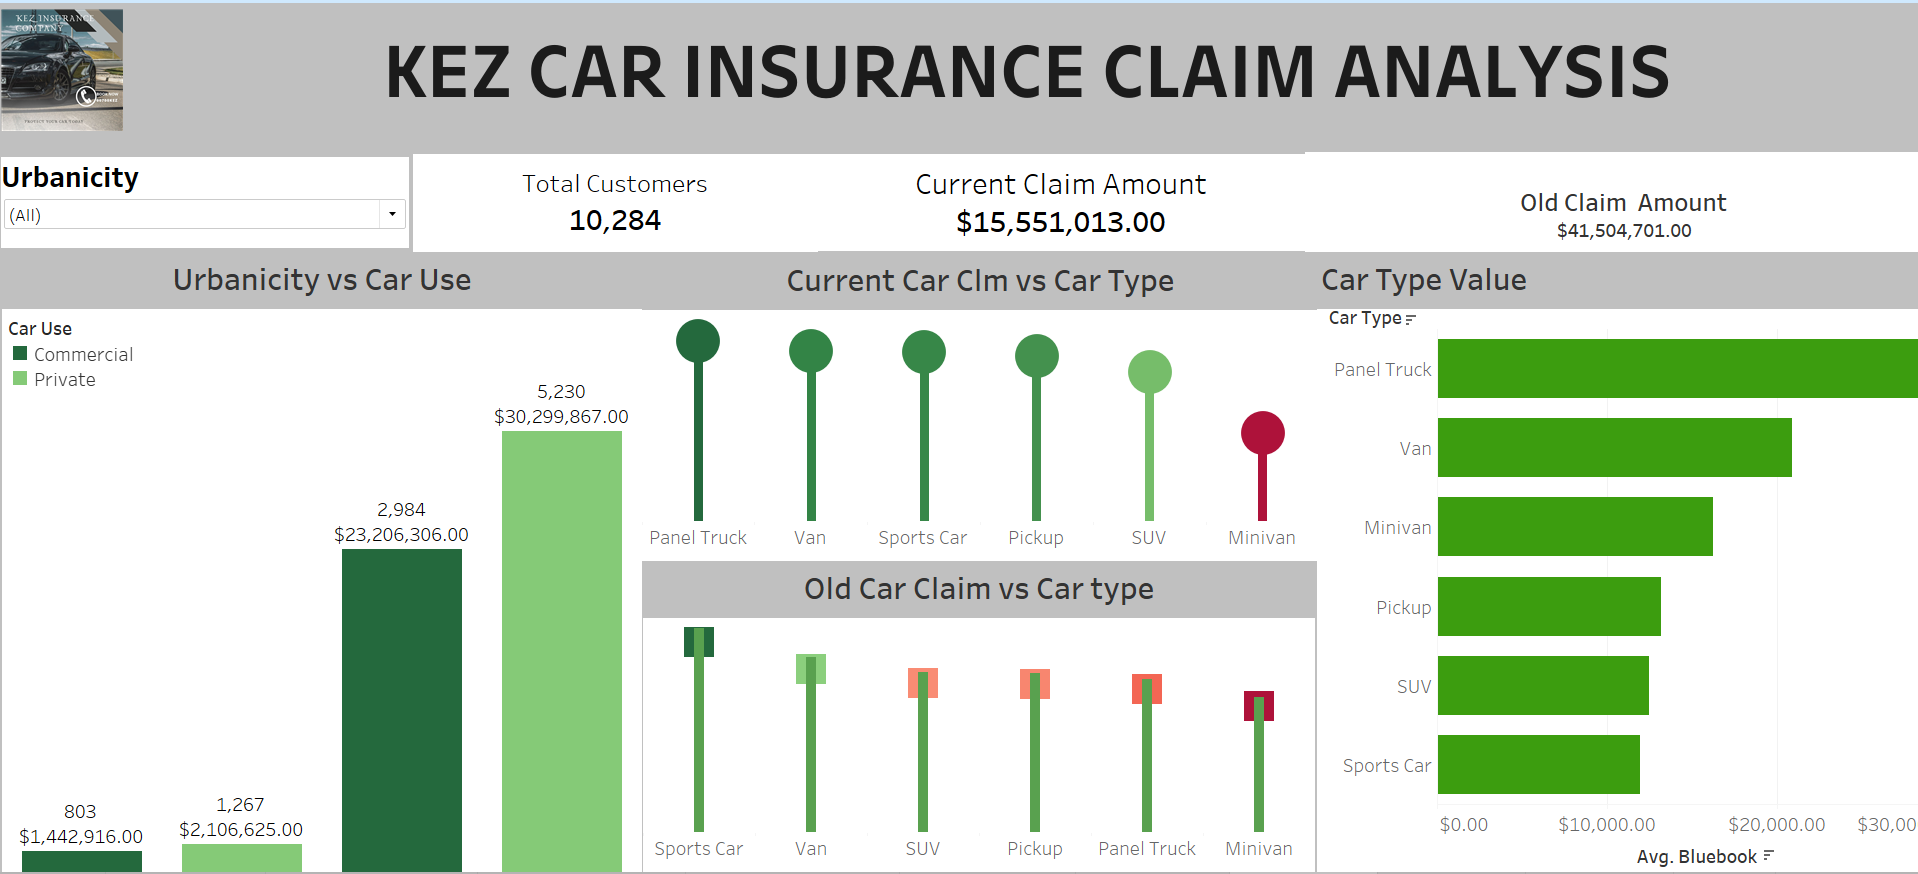 KEZ INSURANCE
COMPANY
PROTECT YOUR CAR TODAY
KEZ CAR INSURANCE CLAIM ANALYSIS
Urbanicity
(All)
Total Customers
10,284
Current Claim Amount
$15,551,013.00
Old Claim Amount
$41,504,701.00
Urbanicity vs Car Use
Car Use
Commercial
Private
5,230
$30,299,867.00
2,984
$23,206,306.00
803
$1,442,916.00
1,267
$2,106,625.00
Current Car Clm vs Car Type
Panel Truck
Van
Sports Car
Pickup
SUV
Minivan
Old Car Claim vs Car type
Sports Car
Van
SUV
Pickup
Panel Truck
Minivan
Car Type Value
Car Type
Panel Truck
Van
Minivan
Pickup
SUV
Sports Car
$0.00
$10,000.00
$20,000.00
$30,00
Avg. Bluebook